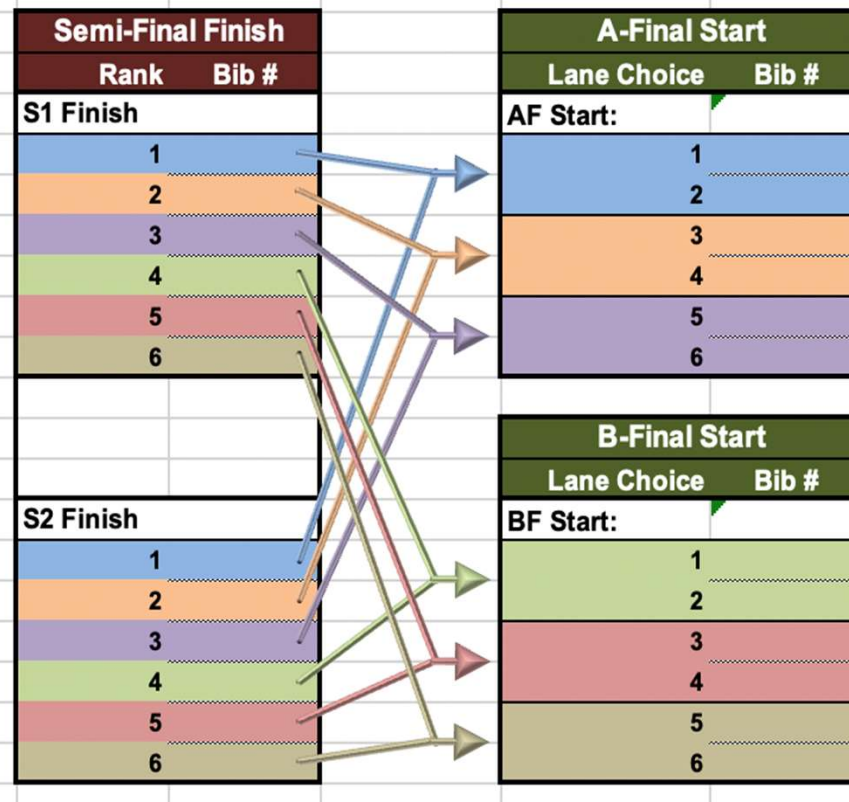 Semi-Final Finish
Rank Bib #
S1 Finish
1
2
3
4
5
6
S2 Finish
1
2
3
4
5
6
A-Final Start
Lane Choice Bib #
AF Start:
1
2
3
4
5
6
B-Final Start
Lane Choice Bib #
BF Start:
1
2
3
4
5
6